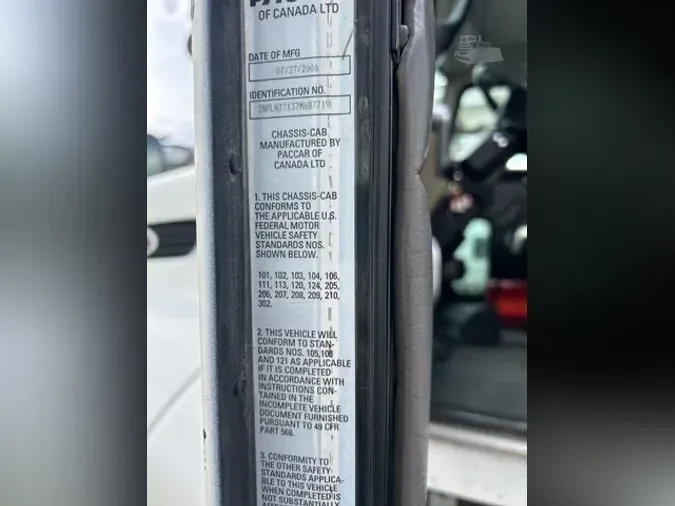 OF CANADA LTD
DATE OF MFG
07/27/2006
IDENTIFICATION NO.
CHASSIS-CAB
MANUFACTURED BY
PACCAR OF
CANADA LTD
1. THIS CHASSIS-CAB
CONFORMS TO
THE APPLICABLE U.S.
FEDERAL MOTOR
VEHICLE SAFETY
STANDARDS NOS.
SHOWN BELOW.
101, 102, 103, 104, 106,
111, 113, 120, 124, 205,
206, 207, 208, 209, 210,
302.
2. THIS VEHICLE WILL
CONFORM TO STAN-
DARDS NOS. 105,108
AND 121 AS APPLICABLE
IF IT IS COMPLETED
IN ACCORDANCE WITH
INSTRUCTIONS CON-
TAINED IN THE
INCOMPLETE VEHICLE
DOCUMENT FURNISHED
PURSUANT TO 49 CFR
PART 568.
3. CONFORMITY TO
THE OTHER SAFETY
STANDARDS APPLICA-
BLE TO THIS VEHICLE
WHEN COMPLETED IS
NOT SUBSTANTIALLY